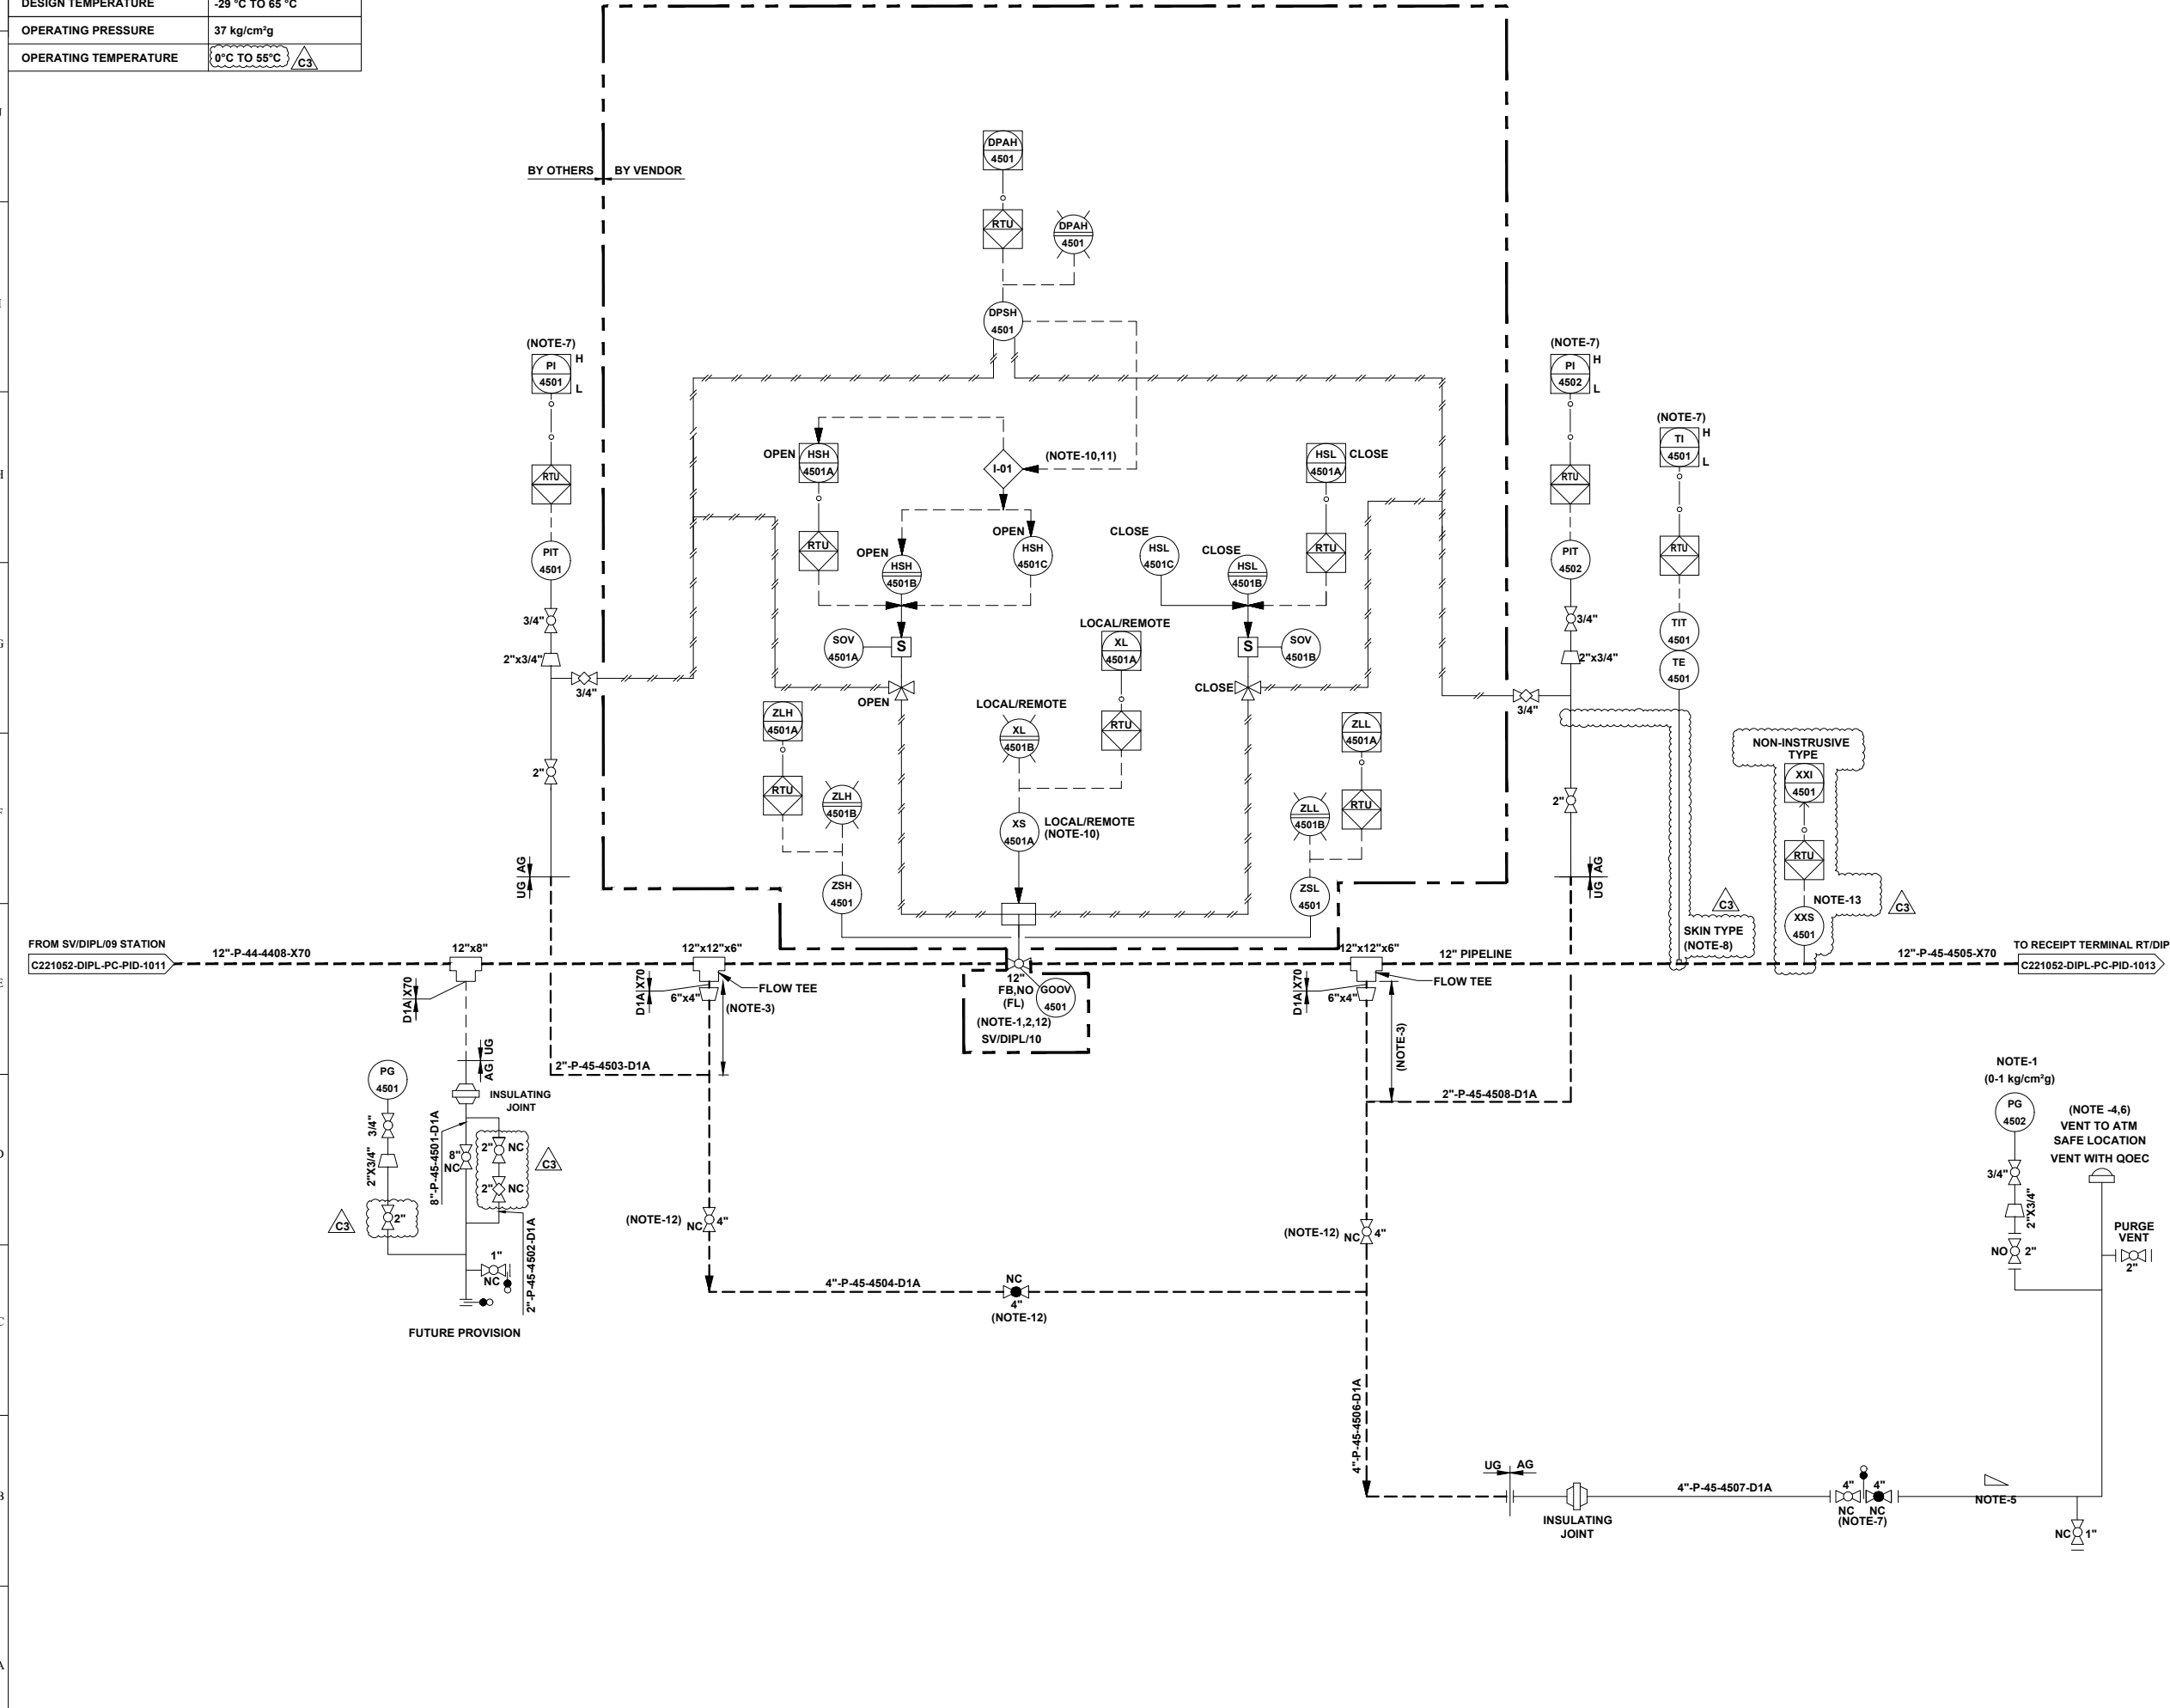 DESIGN TEMPERATURE -29 °C TO 65 °C
OPERATING PRESSURE 37 kg/cm²g
OPERATING TEMPERATURE 0°C TO 55°C C3
BY OTHERS BY VENDOR
DPAH
4501
RTU
DPAH
4501
DPSH
4501
(NOTE-7)
PI
4501
H
L
RTU
PIT
4501
3/4"
2"x3/4"
3/4"
2"
UG AG
OPEN
HSH
4501A
RTU
I-01
(NOTE-10,11)
OPEN
HSH
4501B
OPEN
HSH
4501C
CLOSE
HSL
4501C
CLOSE
HSL
4501B
HSL
4501A
CLOSE
RTU
SOV
4501A
S
OPEN
LOCAL/REMOTE
XL
4501A
RTU
S
SOV
4501B
CLOSE
ZLH
4501A
RTU
ZLH
4501B
ZSH
4501
LOCAL/REMOTE
XL
4501B
XS
4501A
LOCAL/REMOTE
(NOTE-10)
ZLL
4501A
RTU
ZLL
4501B
ZSL
4501
(NOTE-7)
PI
4502
H
L
RTU
PIT
4502
3/4"
2"x3/4"
3/4"
2"
UG AG
(NOTE-7)
TI
4501
H
L
RTU
TIT
4501
TE
4501
NON-INSTRUSIVE
TYPE
XXI
4501
RTU
NOTE-13
XXS
4501
C3
C3
SKIN TYPE
(NOTE-8)
FROM SV/DIPL/09 STATION
C221052-DIPL-PC-PID-1011
12"-P-44-4408-X70
12"x8"
D1A X70
12"x12"x6"
D1A X70
FLOW TEE
6"x4"
(NOTE-3)
12"
FB,NO
(FL)
GOOV
4501
(NOTE-1,2,12)
SV/DIPL/10
12"x12"x6"
D1A X70
FLOW TEE
6"x4"
(NOTE-3)
12" PIPELINE
12"-P-45-4505-X70
TO RECEIPT TERMINAL RT/DIP
C221052-DIPL-PC-PID-1013
2"-P-45-4503-D1A
2"-P-45-4508-D1A
AG UG
INSULATING
JOINT
PG
4501
3/4"
2"X3/4"
2"
C3
8"-P-45-4501-D1A
8"
NC
2" NC
2" NC
C3
2"-P-45-4502-D1A
1"
NC
FUTURE PROVISION
(NOTE-12) NC 4"
4"-P-45-4504-D1A
NC
4"
(NOTE-12)
(NOTE-12) NC 4"
4"-P-45-4506-D1A
UG AG
INSULATING
JOINT
4"-P-45-4507-D1A
4" 4"
NC NC
(NOTE-7)
NOTE-5
NC 1"
NOTE-1
(0-1 kg/cm²g)
PG
4502
3/4"
2"X3/4"
NO 2"
(NOTE -4,6)
VENT TO ATM
SAFE LOCATION
VENT WITH QOEC
PURGE
VENT
2"
J
H
G
F
E
D
C
B
A